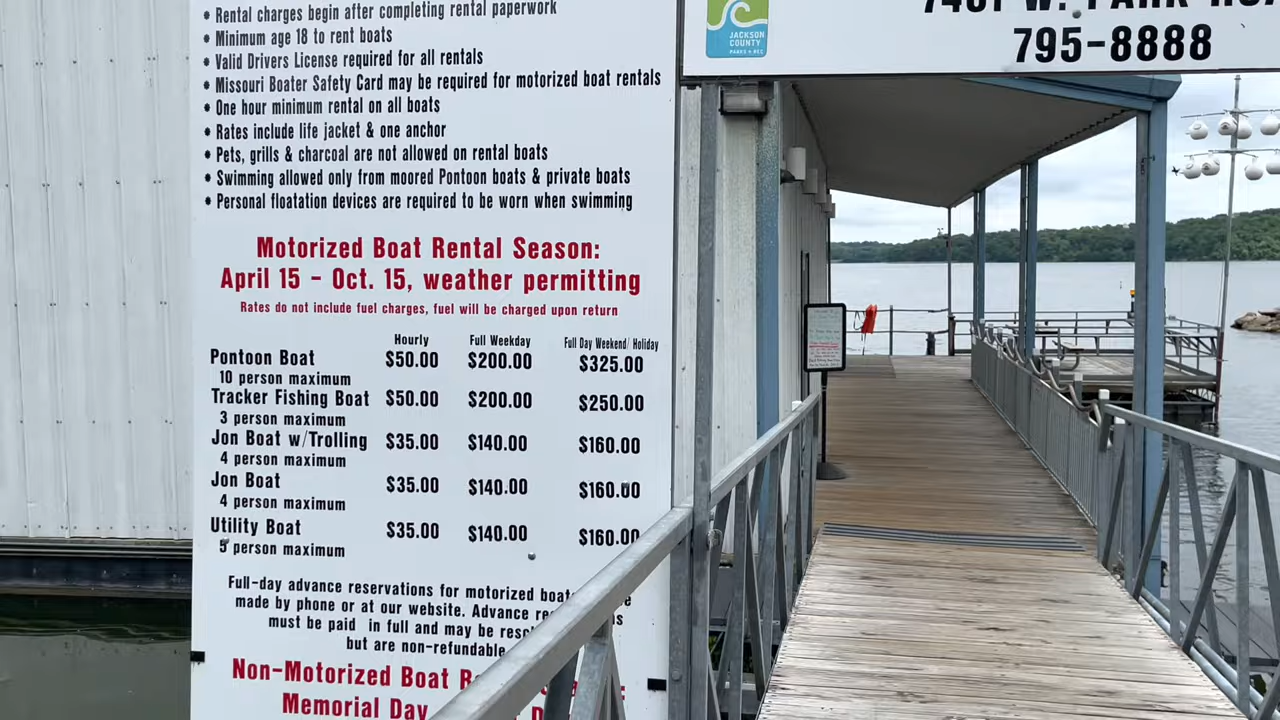 • Rental charges begin after completing rental paperwork
• Minimum age 18 to rent boats
• Valid Drivers License required for all rentals
• Missouri Boater Safety Card may be required for motorized boat rentals
• One hour minimum rental on all boats
• Rates include life jacket & one anchor
• Pets, grills & charcoal are not allowed on rental boats
• Swimming allowed only from moored Pontoon boats & private boats
• Personal floatation devices are required to be worn when swimming
Motorized Boat Rental Season:
April 15 - Oct. 15, weather permitting
Rates do not include fuel charges, fuel will be charged upon return
Hourly Full Weekday Full Day Weekend/Holiday
Pontoon Boat $50.00 $200.00 $325.00
10 person maximum
Tracker Fishing Boat $50.00 $200.00 $250.00
3 person maximum
Jon Boat w/Trolling $35.00 $140.00 $160.00
4 person maximum
Jon Boat $35.00 $140.00 $160.00
4 person maximum
Utility Boat $35.00 $140.00 $160.00
5 person maximum
Full-day advance reservations for motorized boats
made by phone or at our website. Advance
must be paid in full and may be
but are non-refundable
Non-Motorized Boat
Memorial Day
JACKSON
COUNTY
PARKS + REC
7401 W. PARK
795-8888